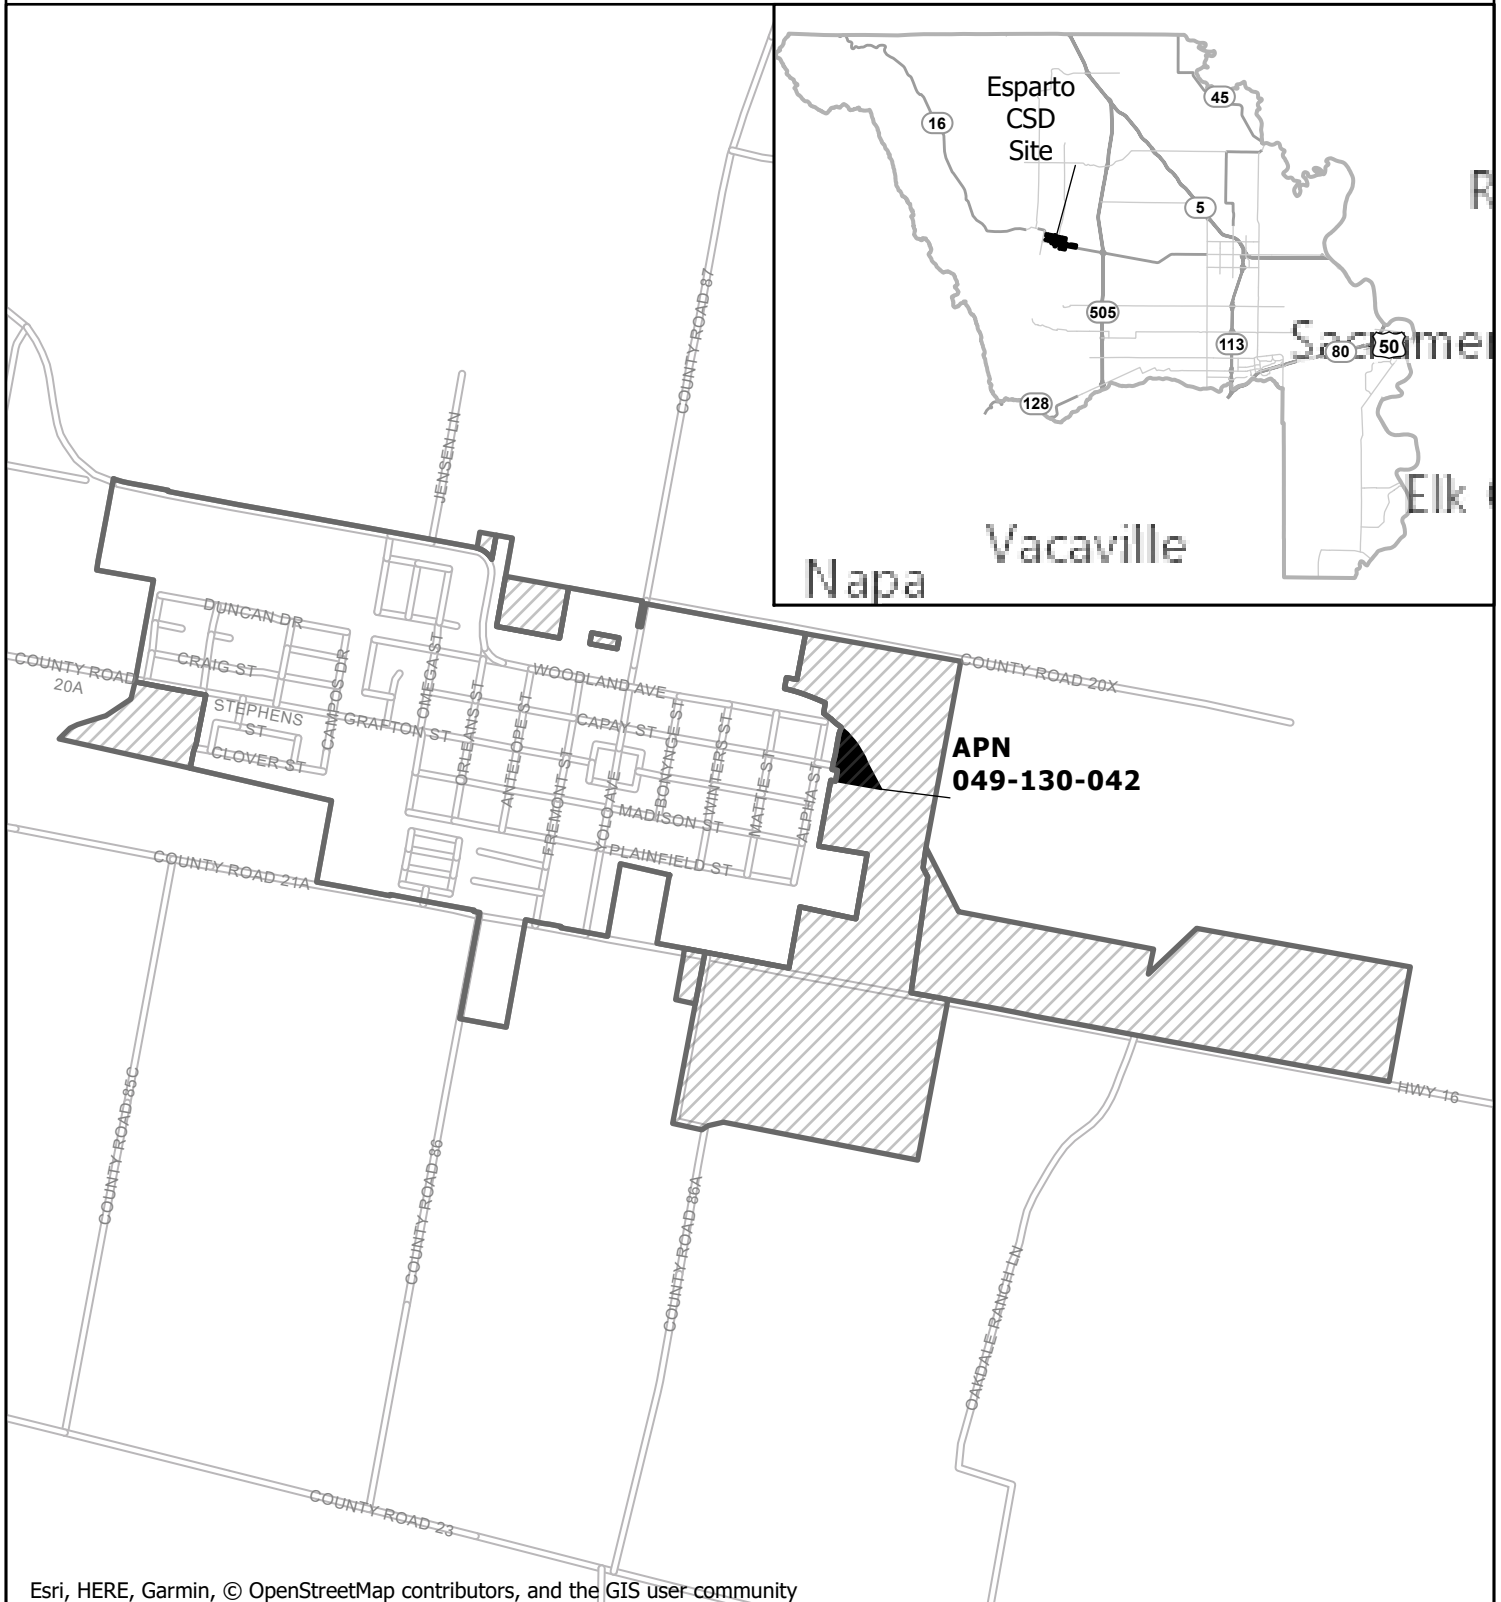 Esparto
CSD
Site
16
45
5
505
113
80
50
128
Vacaville
Napa
Elk
COUNTY ROAD 87
JENSEN LN
DUNCAN DR
CRAIG ST
COUNTY ROAD
20A
STEPHENS
ST
CLOVER ST
CAMPOS DR
GRAFTON ST
OMEGA ST
ORLEANS ST
ANTELOPE ST
FREMONT ST
WOODLAND AVE
CAPAY ST
YOLO AVE
BONYNGE ST
WINTERS ST
MATTIE ST
ALPHA ST
MADISON ST
PLAINFIELD ST
COUNTY ROAD 20X
APN
049-130-042
COUNTY ROAD 21A
HWY 16
COUNTY ROAD 85C
COUNTY ROAD 86
COUNTY ROAD 86A
OAKDALE RANCH LN
COUNTY ROAD 23
Esri, HERE, Garmin, © OpenStreetMap contributors, and the GIS user community